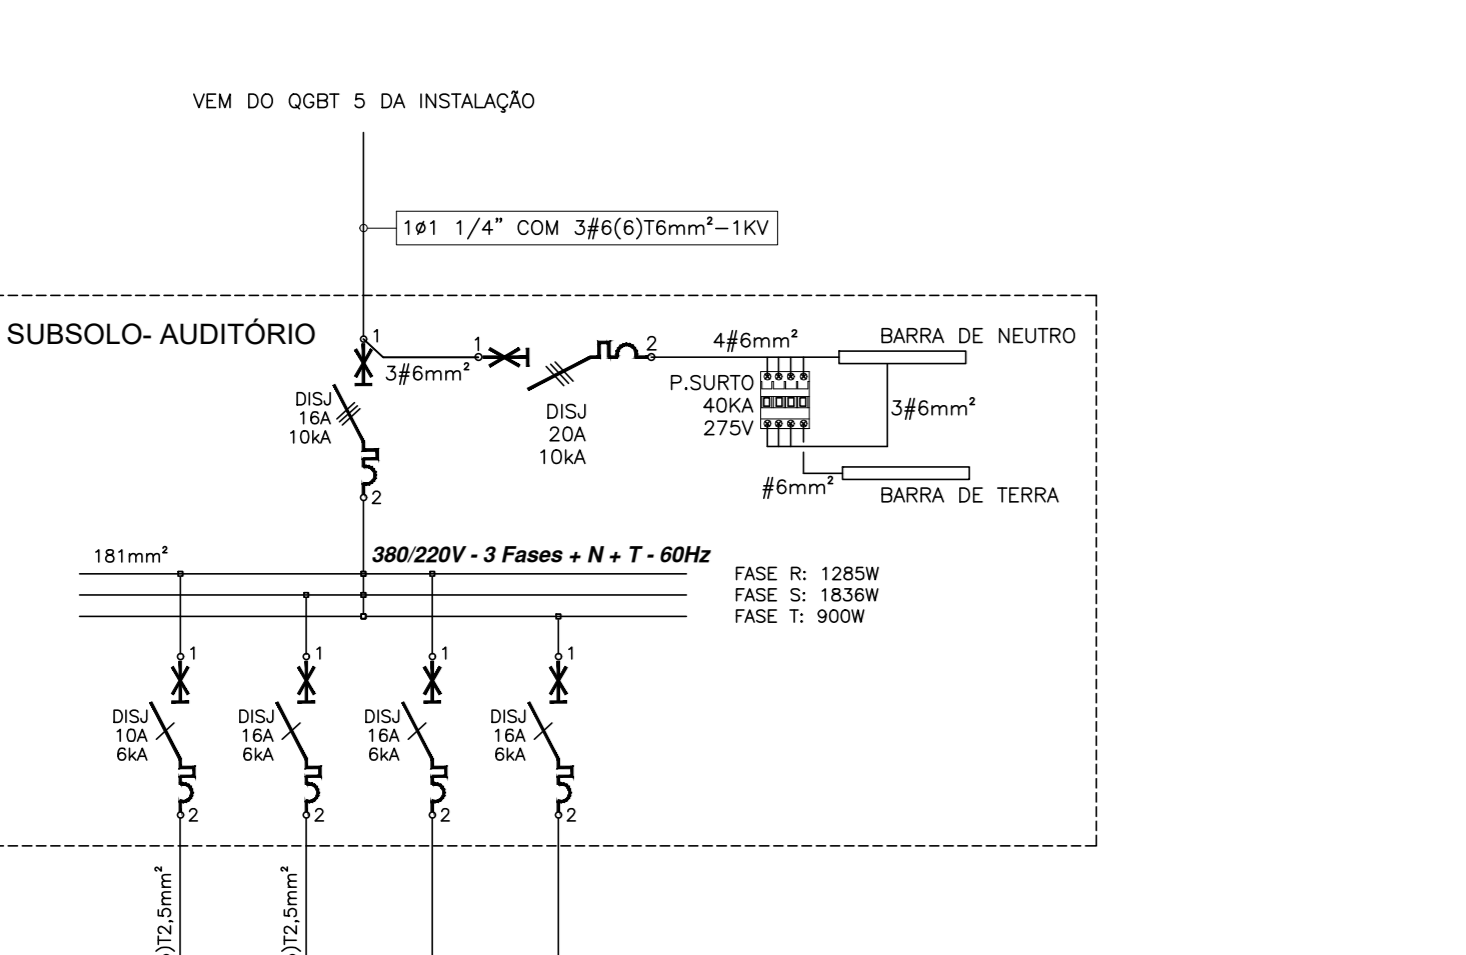 VEM DO QGBT 5 DA INSTALAÇÃO
1ø1 1/4" COM 3#6(6)T6mm²-1KV
SUBSOLO- AUDITÓRIO
1
3#6mm²
1
2
4#6mm²
BARRA DE NEUTRO
DISJ
16A
10kA
2
DISJ
20A
10kA
P.SURTO
40KA
275V
3#6mm²
#6mm²
BARRA DE TERRA
181mm²
380/220V - 3 Fases + N + T - 60Hz
FASE R: 1285W
FASE S: 1836W
FASE T: 900W
1
DISJ
10A
6kA
2
1
DISJ
16A
6kA
2
1
DISJ
16A
6kA
2
1
DISJ
16A
6kA
2
)T2,5mm²
)T2,5mm²